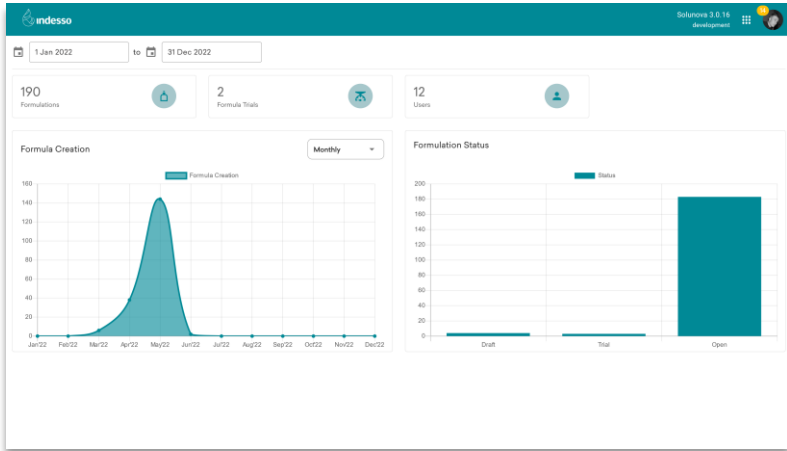 indesso
Solunova 3.0.16
development
14
1 Jan 2022 to 31 Dec 2022
190
Formulations
2
Formula Trials
12
Users
Formula Creation
Monthly
Formula Creation
160
140
120
100
80
60
40
20
0
Jan'22 Feb'22 Mar'22 Apr'22 May'22 Jun'22 Jul'22 Aug'22 Sep'22 Oct'22 Nov'22 Dec'22
Formulation Status
Status
200
180
160
140
120
100
80
60
40
20
0
Draft Trial Open